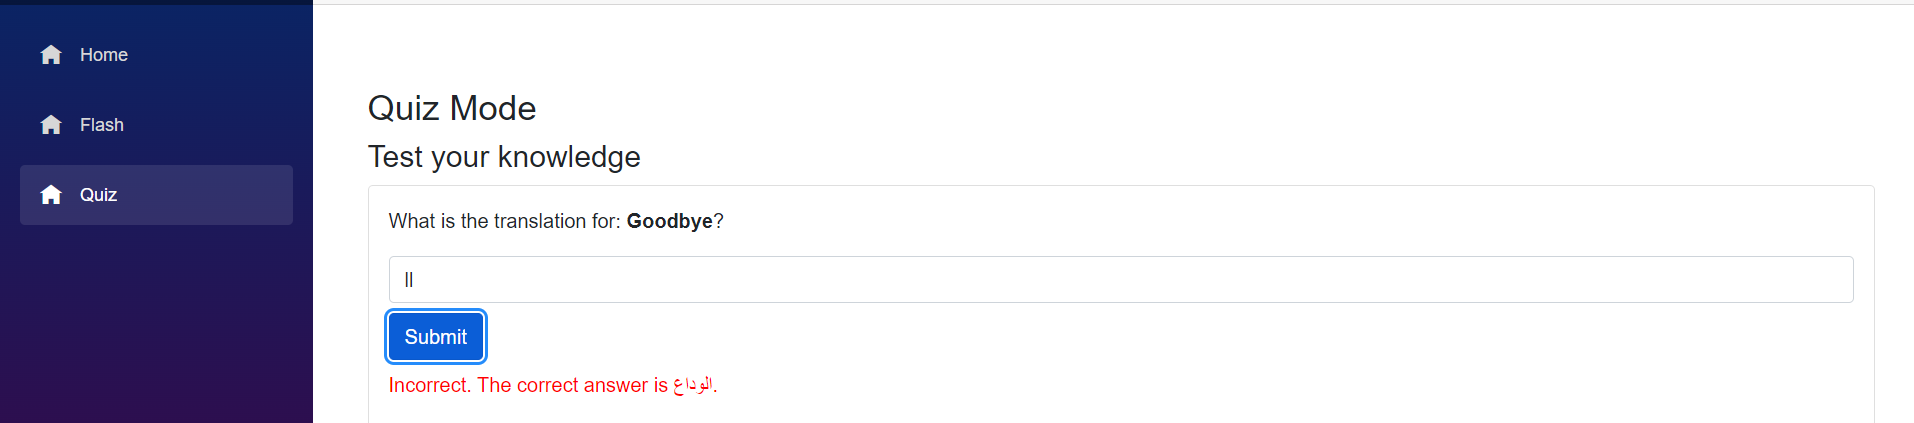 Home
Flash
Quiz
Quiz Mode
Test your knowledge
What is the translation for: Goodbye?
ll
Submit
Incorrect. The correct answer is الوداع.